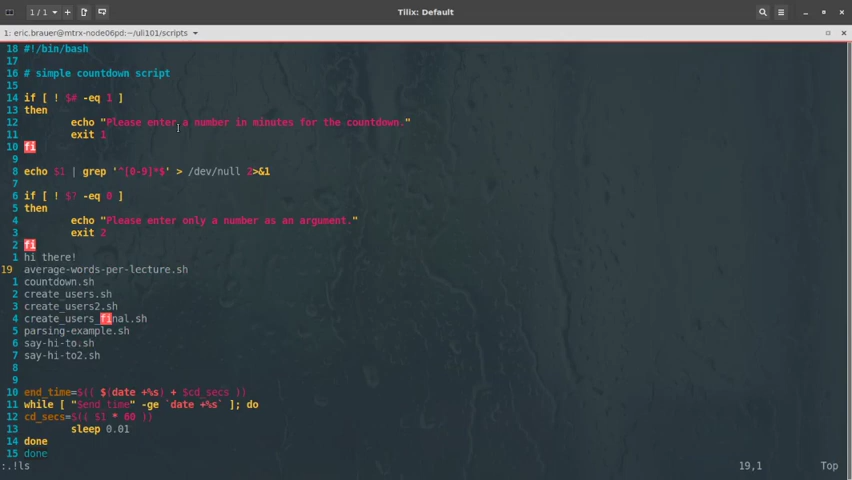 1 / 1
Tilix: Default
1: eric.brauer@mtrx-node06pd:~/uli101/scripts
18 #!/bin/bash
17
16 # simple countdown script
15
14 if [ ! $# -eq 1 ]
13 then
12 echo "Please enter a number in minutes for the countdown."
11 exit 1
10 fi
9
8 echo $1 | grep '^[0-9]*$' > /dev/null 2>&1
7
6 if [ ! $? -eq 0 ]
5 then
4 echo "Please enter only a number as an argument."
3 exit 2
2 fi
1 hi there!
19 average-words-per-lecture.sh
1 countdown.sh
2 create_users.sh
3 create_users2.sh
4 create_users_final.sh
5 parsing-example.sh
6 say-hi-to.sh
7 say-hi-to2.sh
8
9
10 end_time=$(( $(date +%s) + $cd_secs ))
11 while [ "$end_time" -ge `date +%s` ]; do
12 cd_secs=$(( $1 * 60 ))
13 sleep 0.01
14 done
15 done
:.!ls 19,1 Top